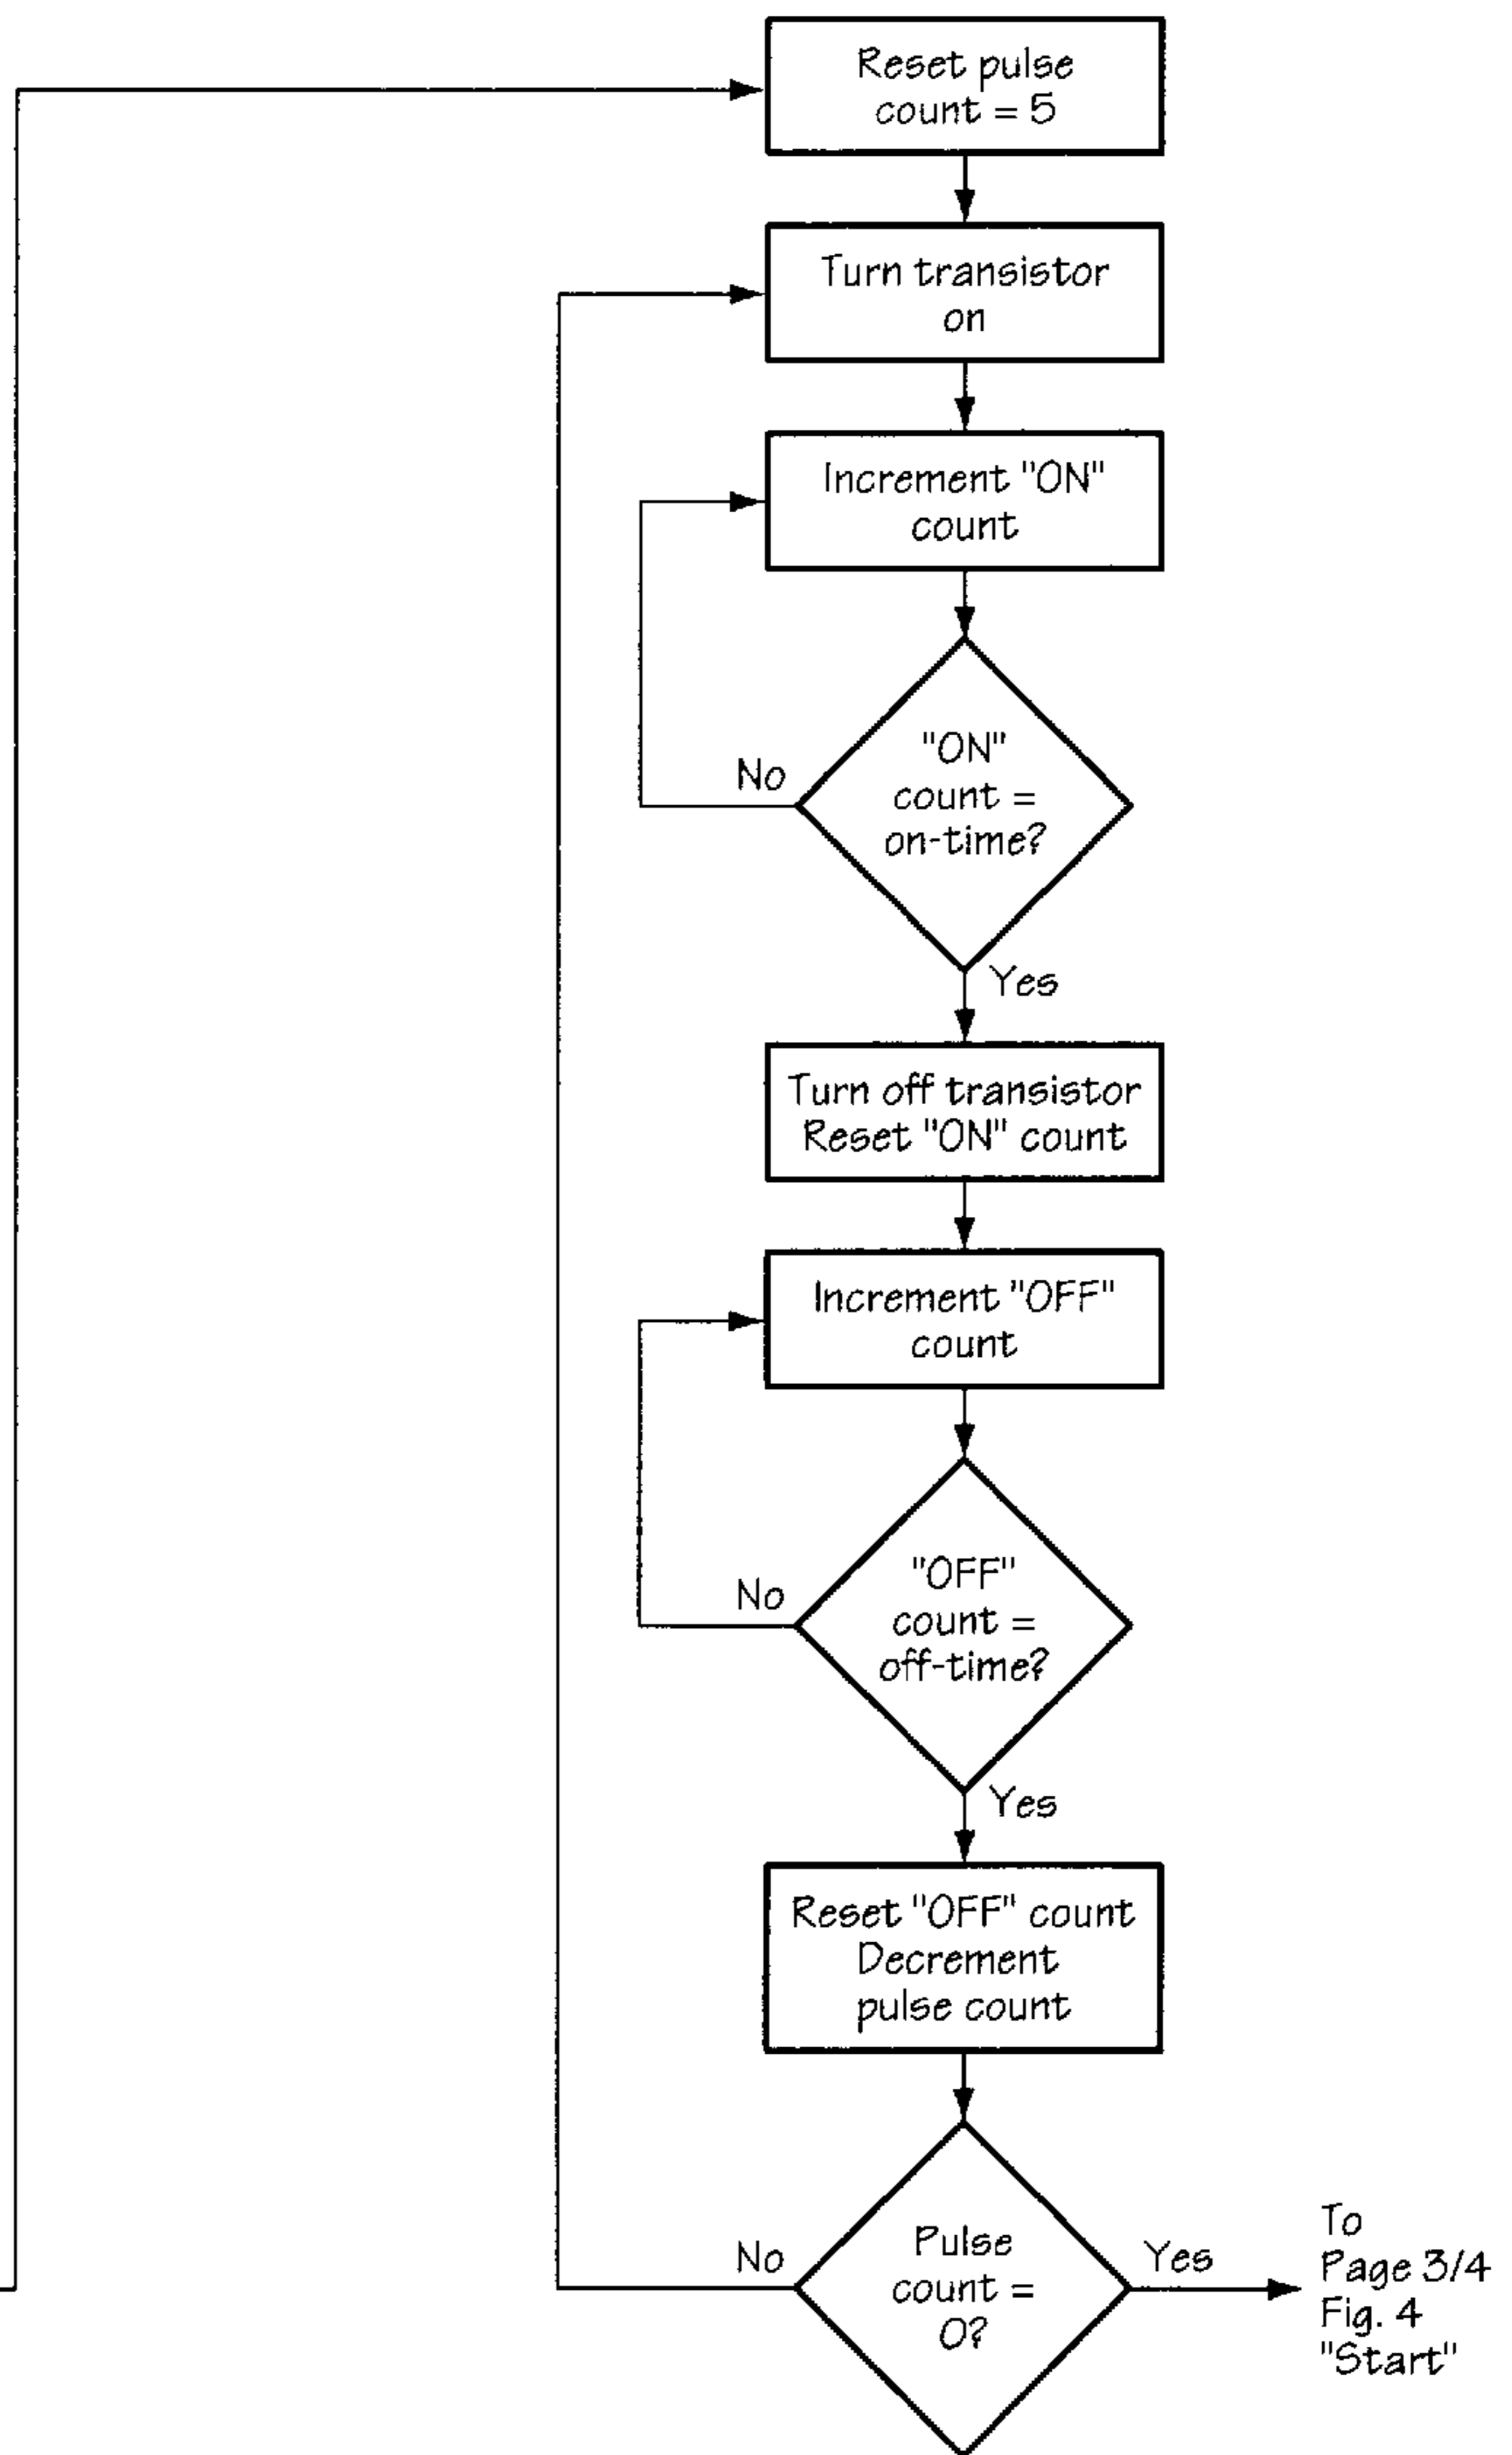 Reset pulse
count = 5
Turn transistor
on
Increment "ON"
count
"ON"
count =
on-time?
No
Yes
Turn off transistor
Reset "ON" count
Increment "OFF"
count
"OFF"
count =
off-time?
No
Yes
Reset "OFF" count
Decrement
pulse count
Pulse
count =
0?
No
Yes
To
Page 3/4
Fig. 4
"Start"